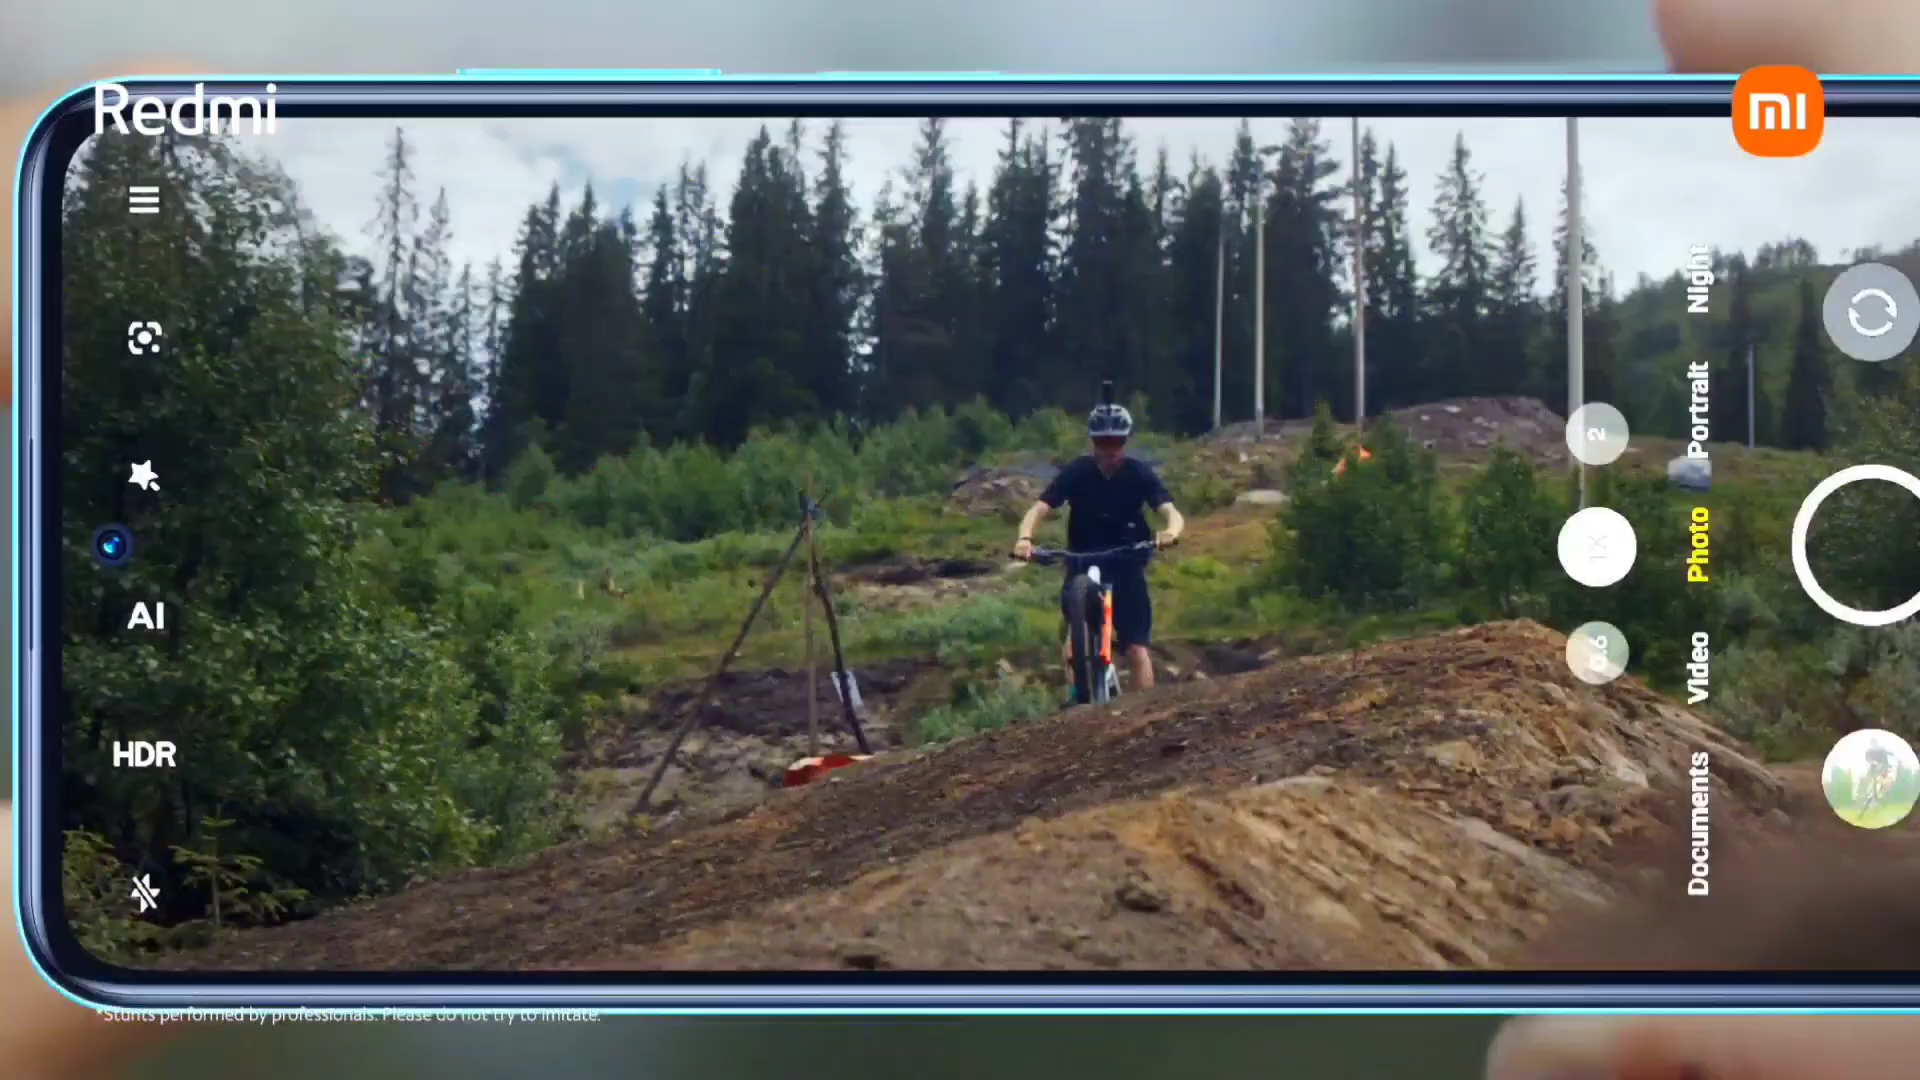 Redmi
mi
AI
HDR
2
1X
0.6
Night
Portrait
Photo
Video
Documents
*Stunts performed by professionals. Please do not try to imitate.